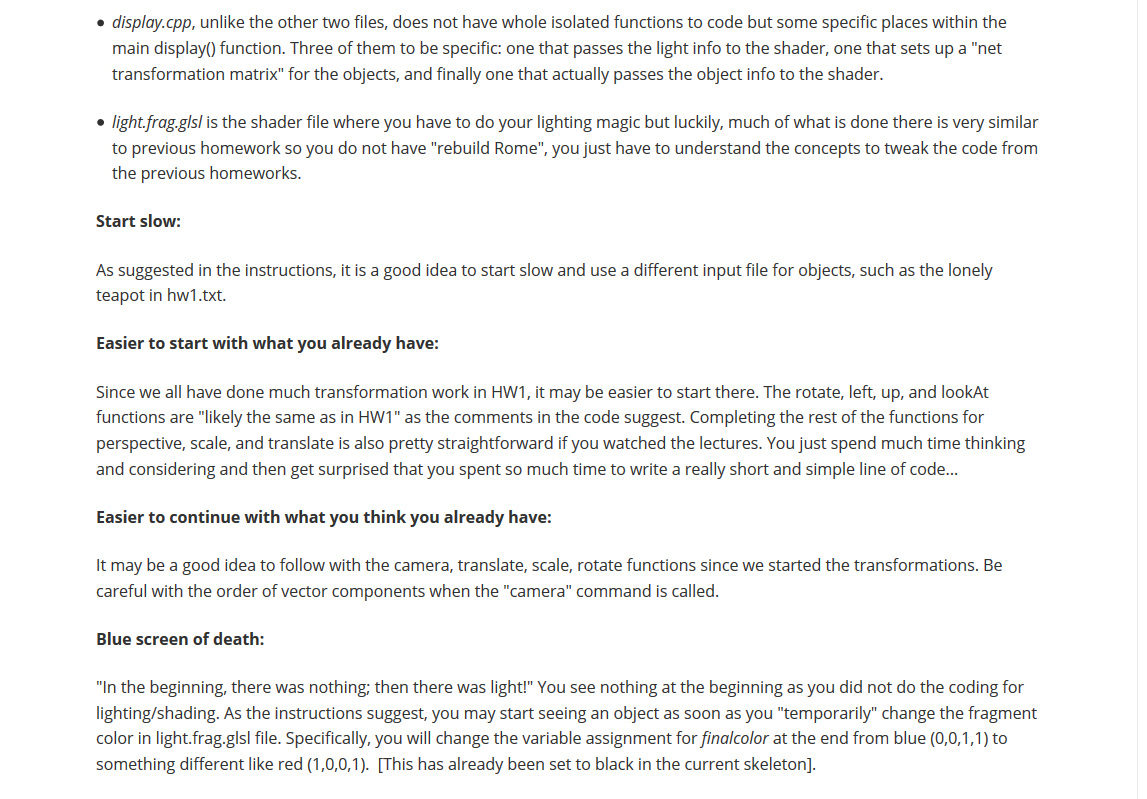 • display.cpp, unlike the other two files, does not have whole isolated functions to code but some specific places within the
main display() function. Three of them to be specific: one that passes the light info to the shader, one that sets up a "net
transformation matrix" for the objects, and finally one that actually passes the object info to the shader.
• light.frag.glsl is the shader file where you have to do your lighting magic but luckily, much of what is done there is very similar
to previous homework so you do not have "rebuild Rome", you just have to understand the concepts to tweak the code from
the previous homeworks.
Start slow:
As suggested in the instructions, it is a good idea to start slow and use a different input file for objects, such as the lonely
teapot in hw1.txt.
Easier to start with what you already have:
Since we all have done much transformation work in HW1, it may be easier to start there. The rotate, left, up, and lookAt
functions are "likely the same as in HW1" as the comments in the code suggest. Completing the rest of the functions for
perspective, scale, and translate is also pretty straightforward if you watched the lectures. You just spend much time thinking
and considering and then get surprised that you spent so much time to write a really short and simple line of code...
Easier to continue with what you think you already have:
It may be a good idea to follow with the camera, translate, scale, rotate functions since we started the transformations. Be
careful with the order of vector components when the "camera" command is called.
Blue screen of death:
"In the beginning, there was nothing; then there was light!" You see nothing at the beginning as you did not do the coding for
lighting/shading. As the instructions suggest, you may start seeing an object as soon as you "temporarily" change the fragment
color in light.frag.glsl file. Specifically, you will change the variable assignment for finalcolor at the end from blue (0,0,1,1) to
something different like red (1,0,0,1).  [This has already been set to black in the current skeleton].